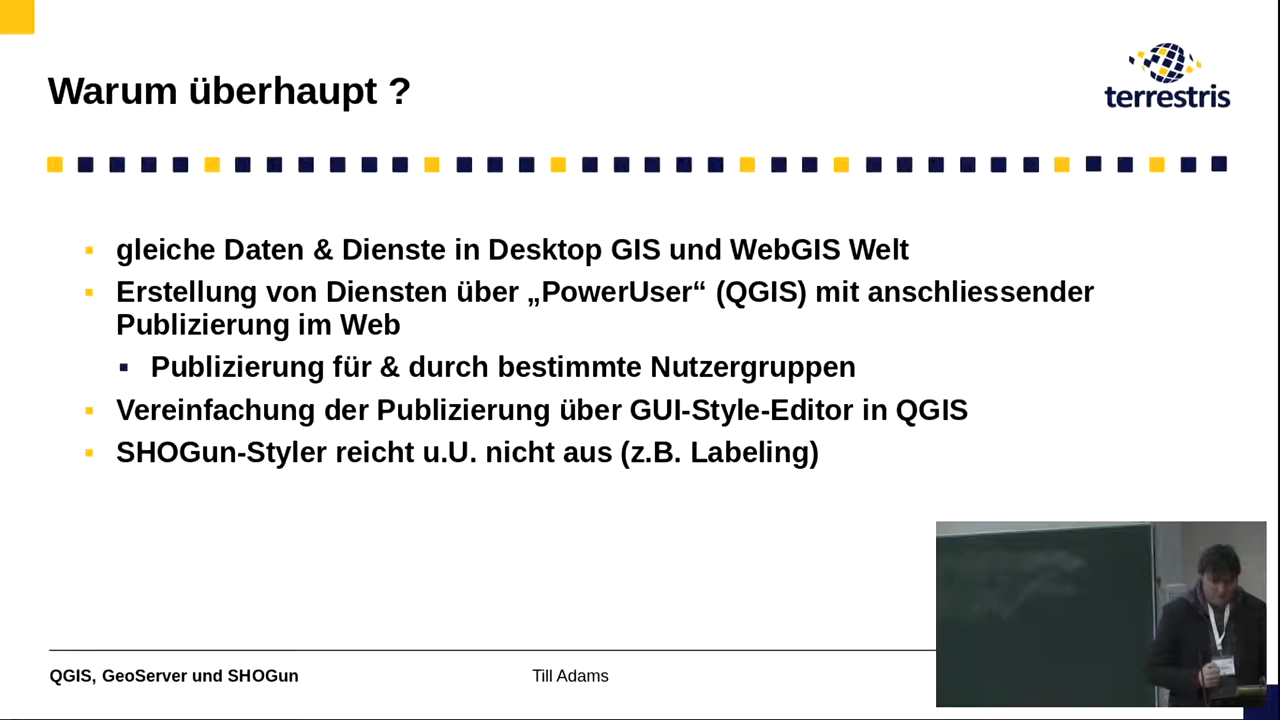 Warum überhaupt ?
terrestris
gleiche Daten & Dienste in Desktop GIS und WebGIS Welt
Erstellung von Diensten über „PowerUser“ (QGIS) mit anschliessender
Publizierung im Web
Publizierung für & durch bestimmte Nutzergruppen
Vereinfachung der Publizierung über GUI-Style-Editor in QGIS
SHOGun-Styler reicht u.U. nicht aus (z.B. Labeling)
QGIS, GeoServer und SHOGun
Till Adams